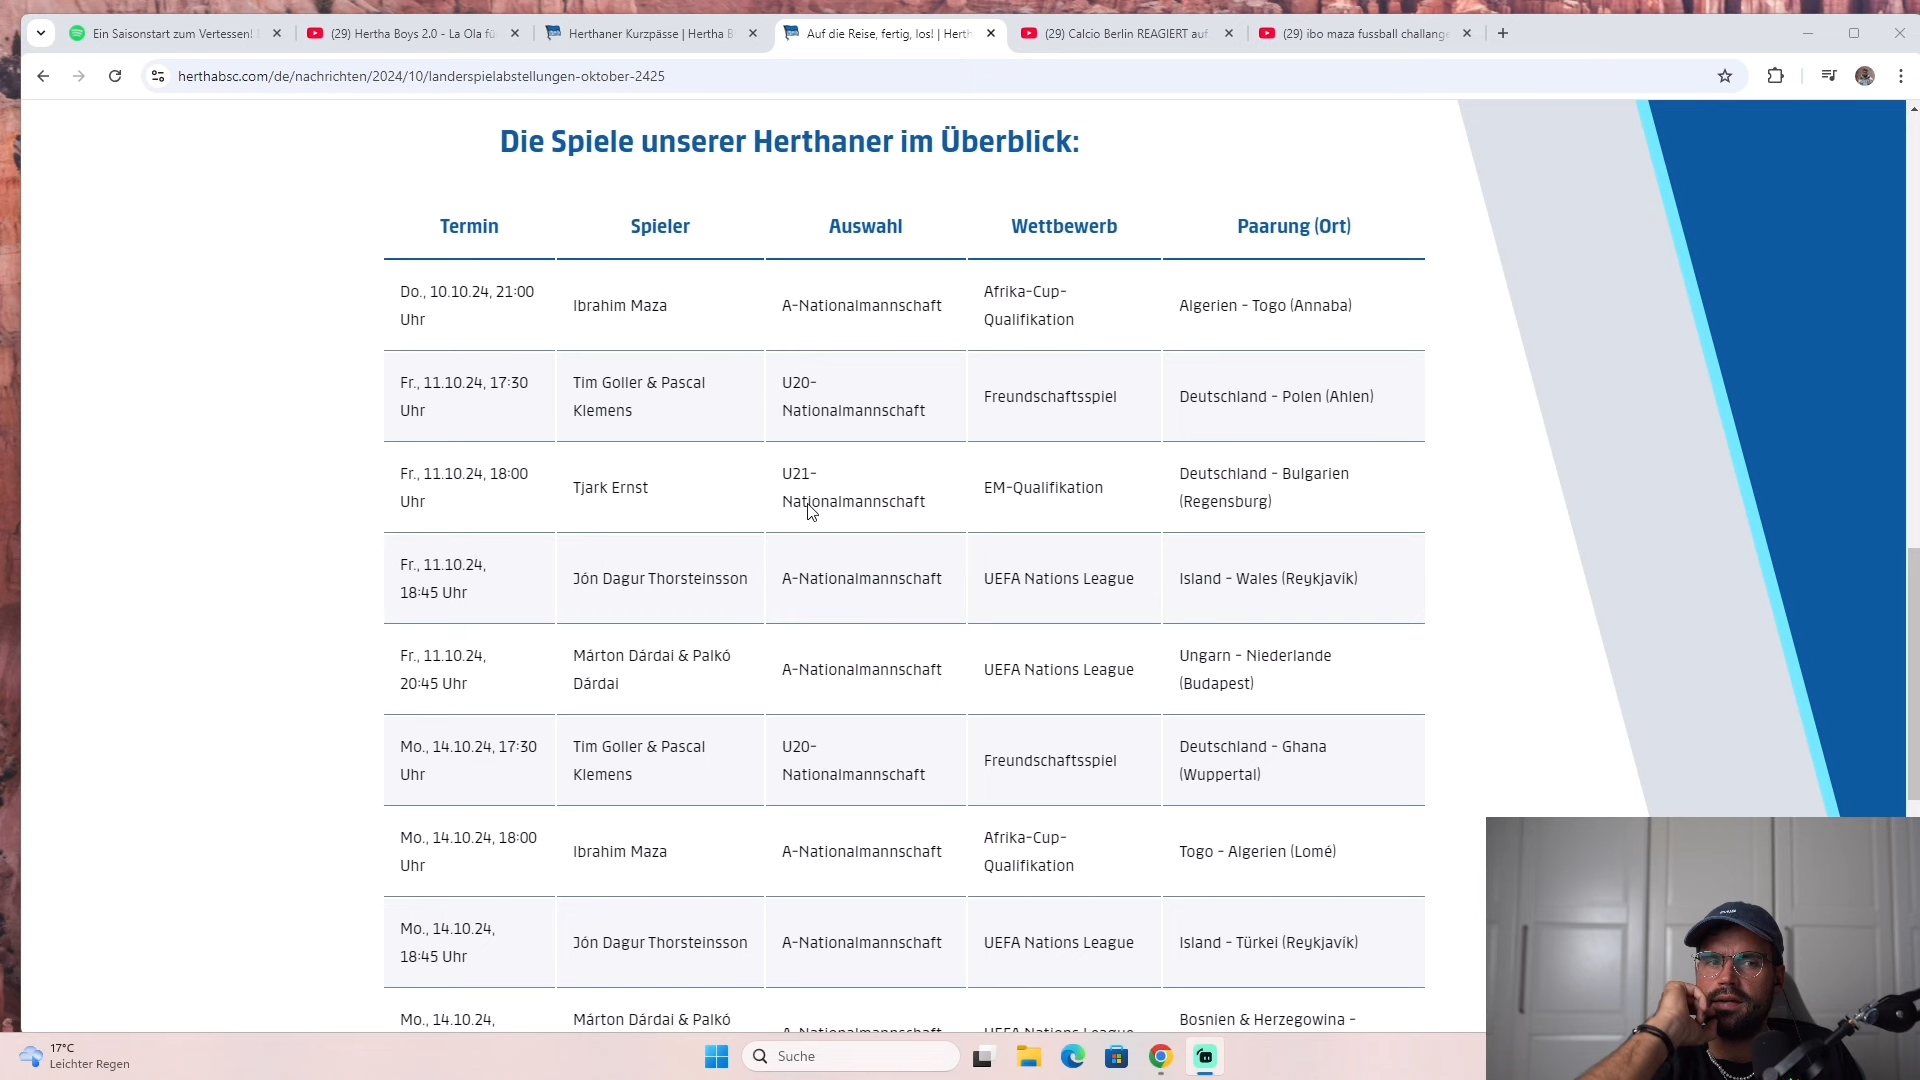 Ein Saisonstart zum Vertessen!
(29) Hertha Boys 2.0 - La Ola fü
Herthaner Kurzpässe | Hertha B
Auf die Reise, fertig, los! | Herth
(29) Calcio Berlin REAGIERT auf
(29) ibo maza fussball challange
herthabsc.com/de/nachrichten/2024/10/landerspielabstellungen-oktober-2425
Die Spiele unserer Herthaner im Überblick:
Termin Spieler Auswahl Wettbewerb Paarung (Ort)
Do., 10.10.24, 21:00
Uhr
Ibrahim Maza
A-Nationalmannschaft
Afrika-Cup-
Qualifikation
Algerien - Togo (Annaba)
Fr., 11.10.24, 17:30
Uhr
Tim Goller & Pascal
Klemens
U20-
Nationalmannschaft
Freundschaftsspiel
Deutschland - Polen (Ahlen)
Fr., 11.10.24, 18:00
Uhr
Tjark Ernst
U21-
Nationalmannschaft
EM-Qualifikation
Deutschland - Bulgarien
(Regensburg)
Fr., 11.10.24,
18:45 Uhr
Jón Dagur Thorsteinsson
A-Nationalmannschaft
UEFA Nations League
Island - Wales (Reykjavík)
Fr., 11.10.24,
20:45 Uhr
Márton Dárdai & Palkó
Dárdai
A-Nationalmannschaft
UEFA Nations League
Ungarn - Niederlande
(Budapest)
Mo., 14.10.24, 17:30
Uhr
Tim Goller & Pascal
Klemens
U20-
Nationalmannschaft
Freundschaftsspiel
Deutschland - Ghana
(Wuppertal)
Mo., 14.10.24, 18:00
Uhr
Ibrahim Maza
A-Nationalmannschaft
Afrika-Cup-
Qualifikation
Togo - Algerien (Lomé)
Mo., 14.10.24,
18:45 Uhr
Jón Dagur Thorsteinsson
A-Nationalmannschaft
UEFA Nations League
Island - Türkei (Reykjavík)
Mo., 14.10.24,
Márton Dárdai & Palkó
A-Nationalmannschaft
UEFA Nations League
Bosnien & Herzegowina -
17°C
Leichter Regen
Suche